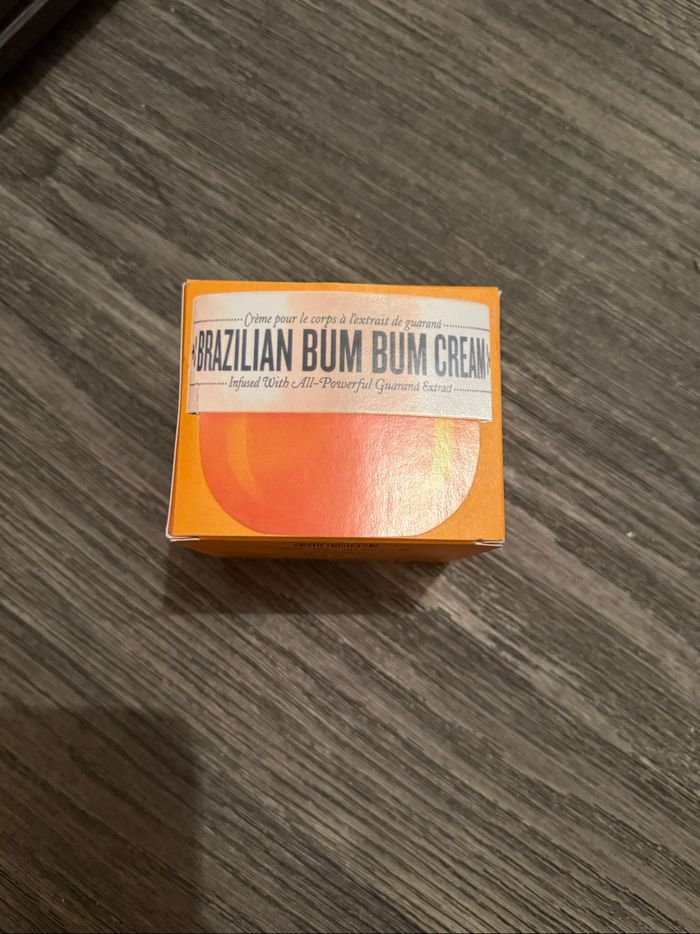 Crème pour le corps à l'extrait de guaraná
BRAZILIAN BUM BUM CREAM
Infused With All-Powerful Guaraná Extract